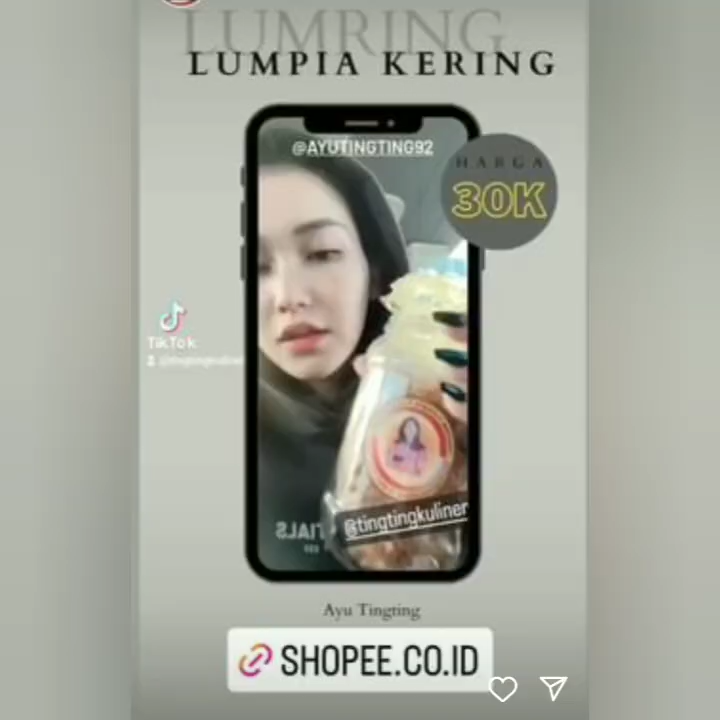 LUMRING
LUMPIA KERING
@AYUTINGTING92
HARGA
30K
TikTok
@tingtingkuliner
Ayu Tingting
SHOPEE.CO.ID